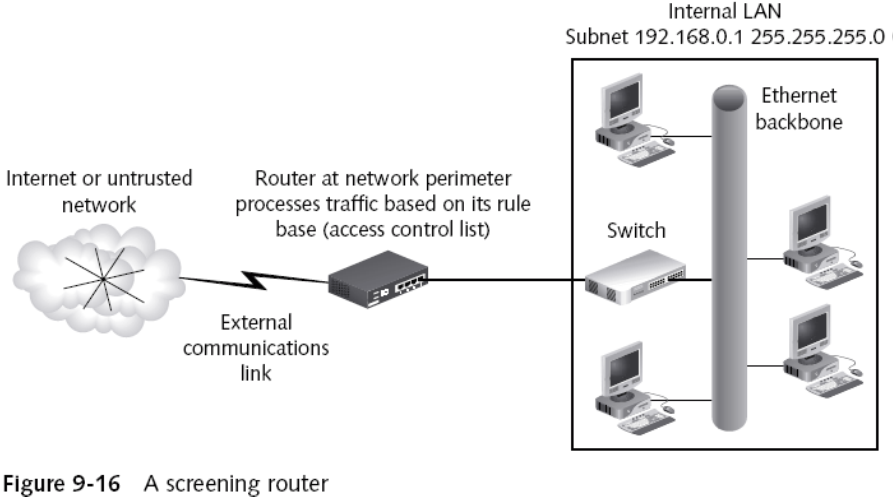 Internal LAN
Subnet 192.168.0.1 255.255.255.0
Ethernet
backbone
Internet or untrusted
network
Router at network perimeter
processes traffic based on its rule
base (access control list)
Switch
External
communications
link
Figure 9-16 A screening router